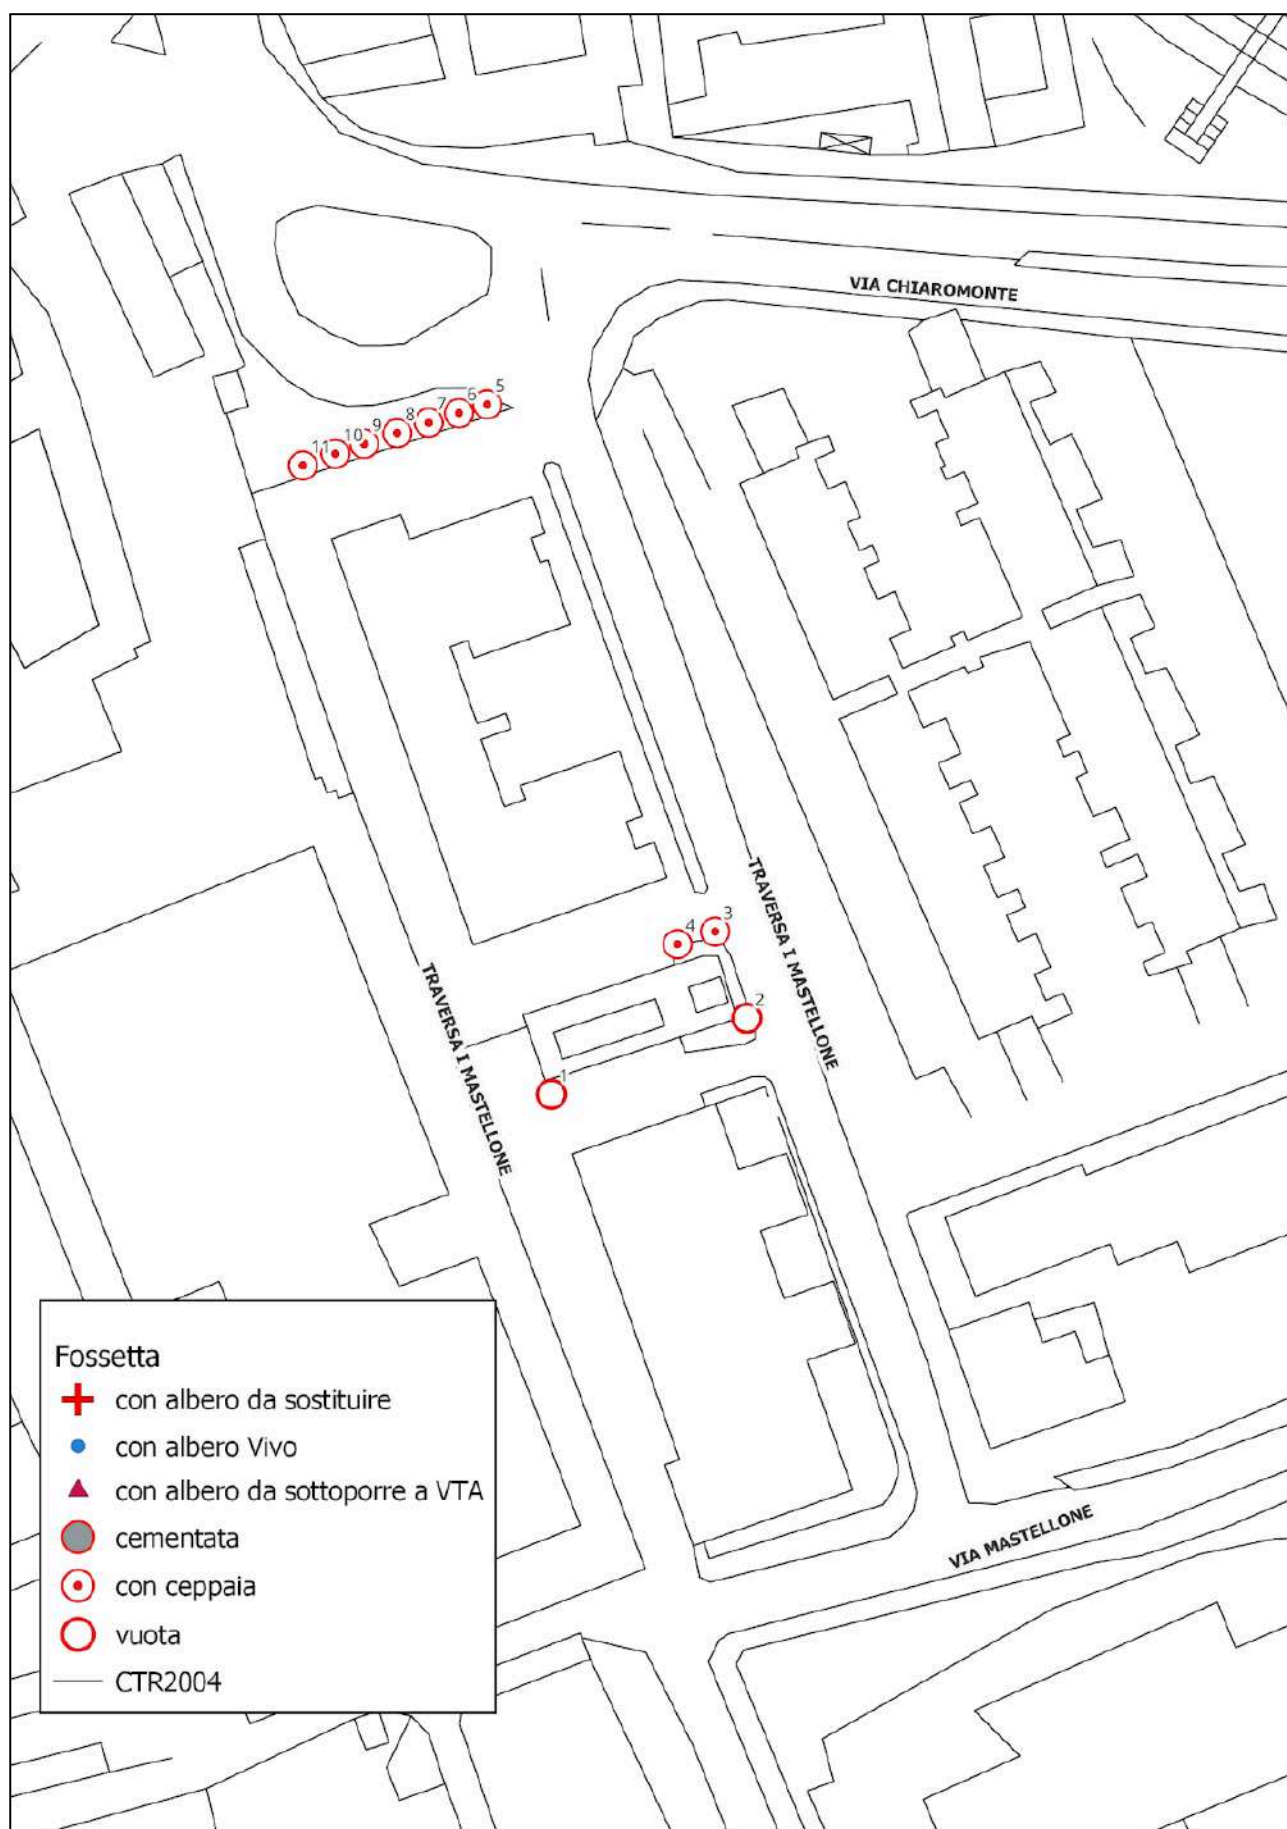 VIA CHIAROMONTE
5
6
7
8
9
10
11
TRAVERSA I MASTELLONE
3
4
TRAVERSA I MASTELLONE
2
1
Fossetta
con albero da sostituire
con albero Vivo
con albero da sottoporre a VTA
cementata
con ceppaia
vuota
CTR2004
VIA MASTELLONE